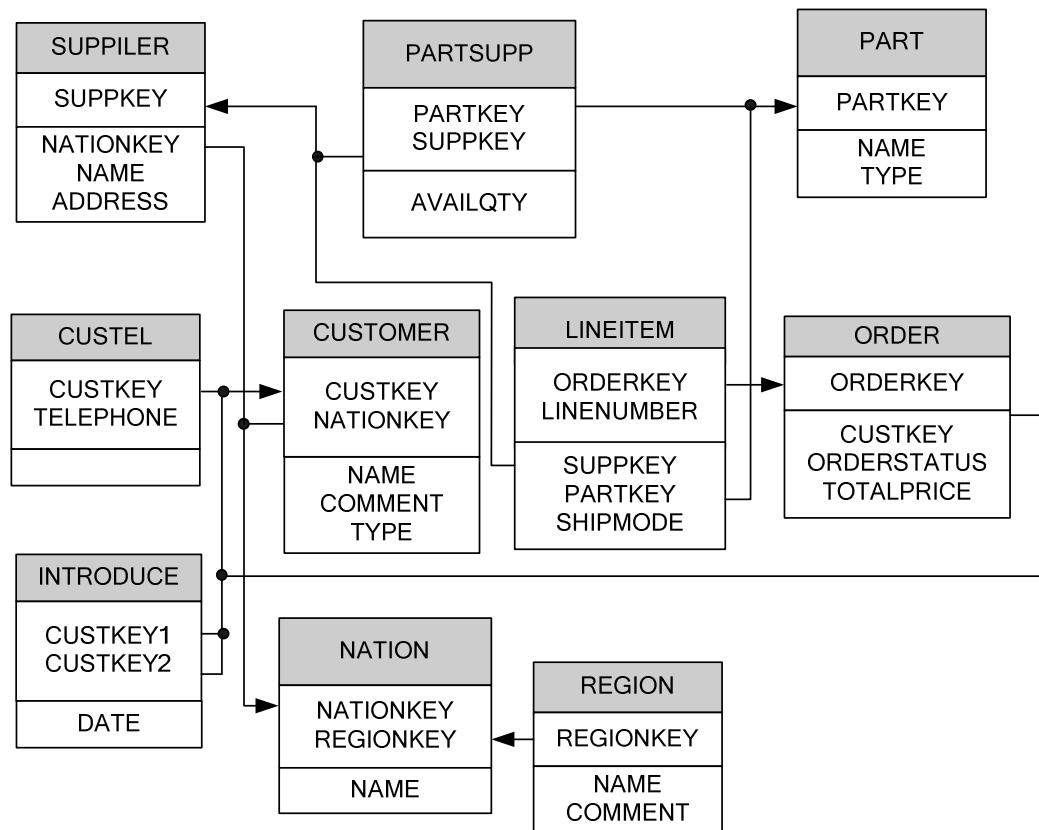 SUPPILER
SUPPKEY
NATIONKEY
NAME
ADDRESS
PARTSUPP
PARTKEY
SUPPKEY
AVAILQTY
PART
PARTKEY
NAME
TYPE
CUSTEL
CUSTKEY
TELEPHONE
CUSTOMER
CUSTKEY
NATIONKEY
NAME
COMMENT
TYPE
LINEITEM
ORDERKEY
LINENUMBER
SUPPKEY
PARTKEY
SHIPMODE
ORDER
ORDERKEY
CUSTKEY
ORDERSTATUS
TOTALPRICE
INTRODUCE
CUSTKEY1
CUSTKEY2
DATE
NATION
NATIONKEY
REGIONKEY
NAME
REGION
REGIONKEY
NAME
COMMENT